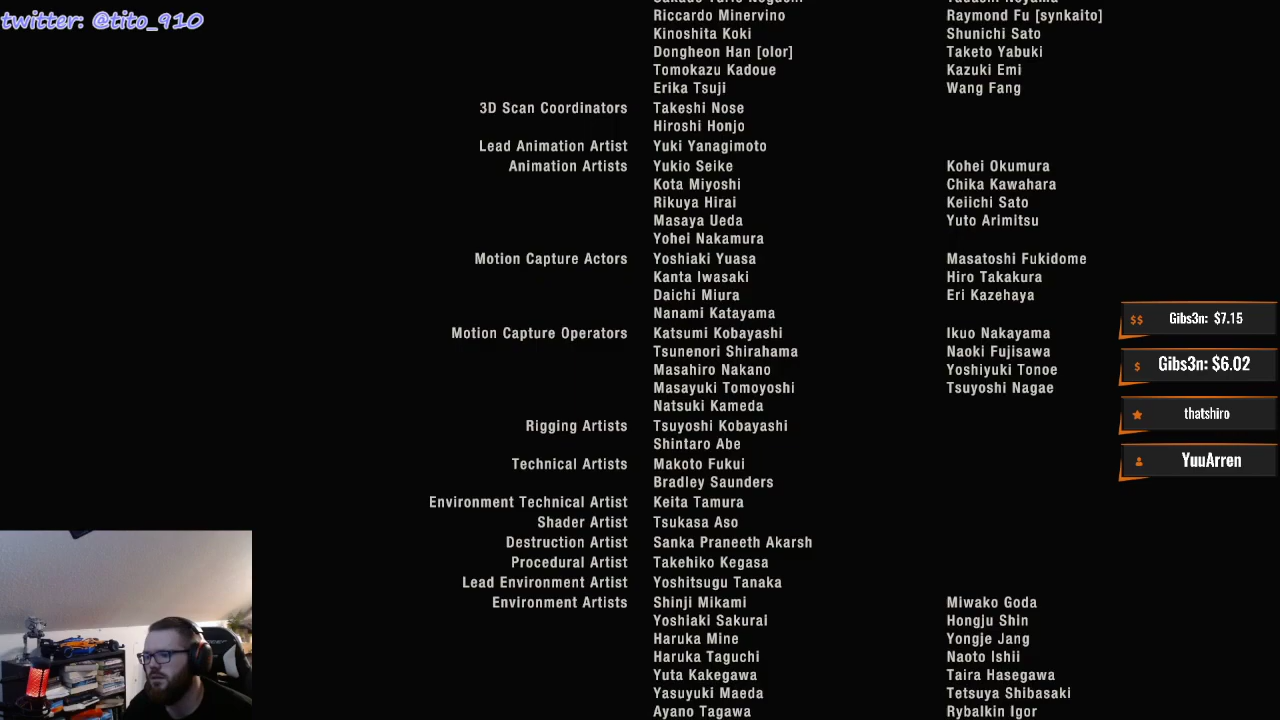 twitter: @tito_910
Riccardo Minervino Raymond Fu [synkaito]
Kinoshita Koki Shunichi Sato
Dongheon Han [olor] Taketo Yabuki
Tomokazu Kadoue Kazuki Emi
Erika Tsuji Wang Fang
3D Scan Coordinators Takeshi Nose
Hiroshi Honjo
Lead Animation Artist Yuki Yanagimoto
Animation Artists Yukio Seike Kohei Okumura
Kota Miyoshi Chika Kawahara
Rikuya Hirai Keiichi Sato
Masaya Ueda Yuto Arimitsu
Yohei Nakamura
Motion Capture Actors Yoshiaki Yuasa Masatoshi Fukidome
Kanta Iwasaki Hiro Takakura
Daichi Miura Eri Kazehaya
Nanami Katayama
Motion Capture Operators Katsumi Kobayashi Ikuo Nakayama
Tsunenori Shirahama Naoki Fujisawa
Masahiro Nakano Yoshiyuki Tonoe
Masayuki Tomoyoshi Tsuyoshi Nagae
Natsuki Kameda
Rigging Artists Tsuyoshi Kobayashi
Shintaro Abe
Technical Artists Makoto Fukui
Bradley Saunders
Environment Technical Artist Keita Tamura
Shader Artist Tsukasa Aso
Destruction Artist Sanka Praneeth Akarsh
Procedural Artist Takehiko Kegasa
Lead Environment Artist Yoshitsugu Tanaka
Environment Artists Shinji Mikami Miwako Goda
Yoshiaki Sakurai Hongju Shin
Haruka Mine Yongje Jang
Haruka Taguchi Naoto Ishii
Yuta Kakegawa Taira Hasegawa
Yasuyuki Maeda Tetsuya Shibasaki
Ayano Tagawa Rybalkin Igor
$$ Gibs3n: $7.15
$ Gibs3n: $6.02
thatshiro
YuuArren